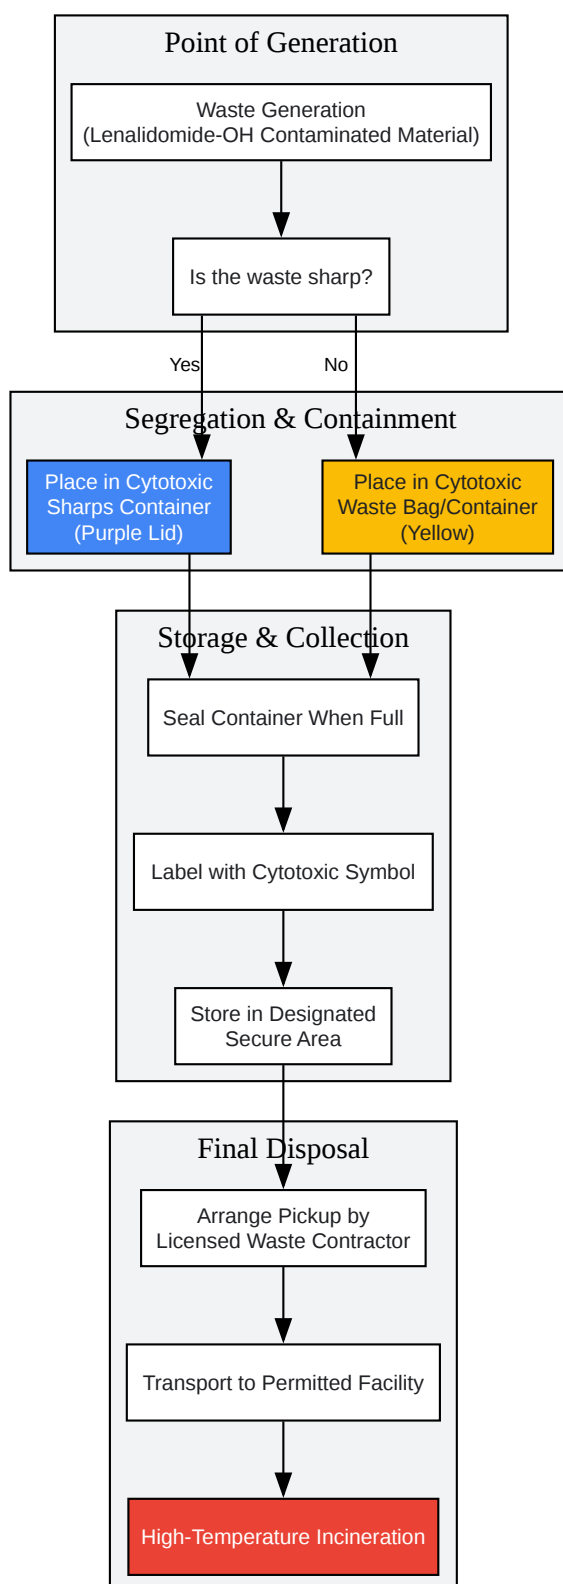 Point of Generation
Waste Generation
(Lenalidomide-OH Contaminated Material)
Is the waste sharp?
Yes
No
Segregation & Containment
Place in Cytotoxic
Sharps Container
(Purple Lid)
Place in Cytotoxic
Waste Bag/Container
(Yellow)
Storage & Collection
Seal Container When Full
Label with Cytotoxic Symbol
Store in Designated
Secure Area
Final Disposal
Arrange Pickup by
Licensed Waste Contractor
Transport to Permitted Facility
High-Temperature Incineration